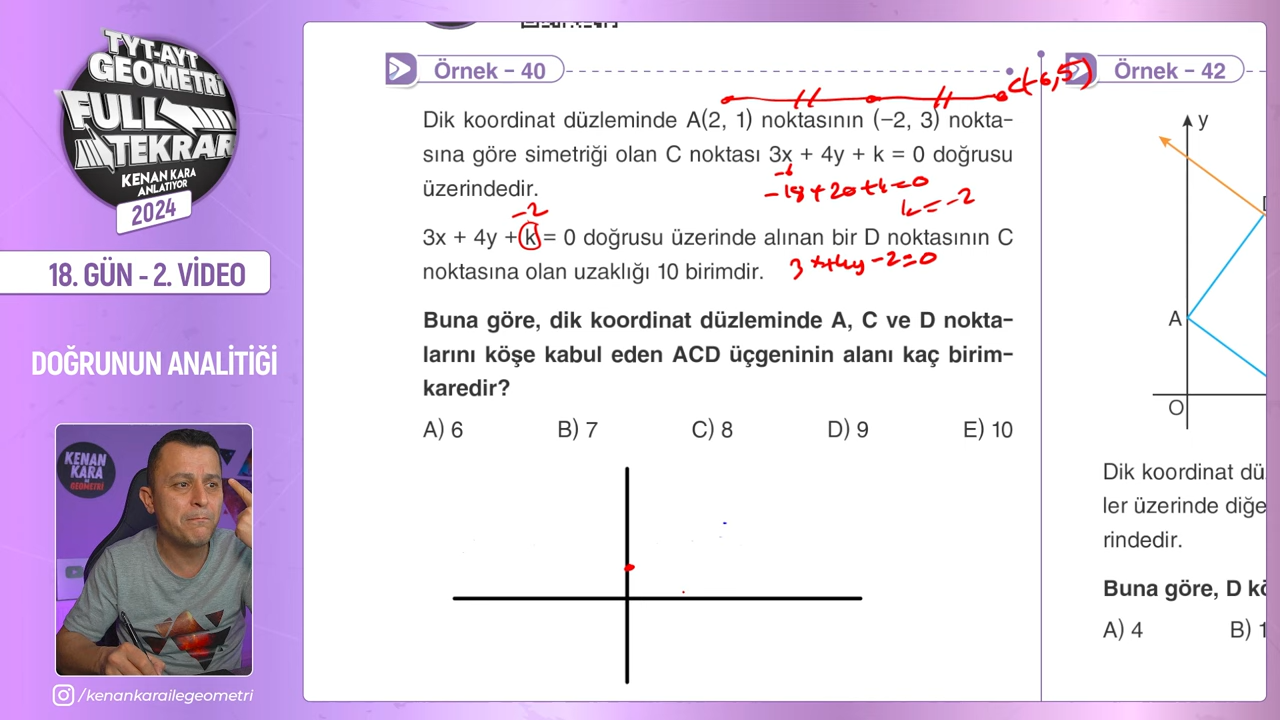 TYT-AYT
GEOMETRİ
FULL
TEKRAR
KENAN KARA
ANLATIYOR
2024
18. GÜN - 2. VİDEO
DOĞRUNUN ANALİTİĞİ
KENAN
KARA
GEOMETRİ
/kenankarailegeometri
Örnek – 40
C(-6,5)
Dik koordinat düzleminde A(2, 1) noktasının (–2, 3) nokta-
sına göre simetriği olan C noktası 3x + 4y + k = 0 doğrusu
-6
üzerindedir.
-18+20+k=0
k=-2
-2
3x + 4y + k = 0 doğrusu üzerinde alınan bir D noktasının C
noktasına olan uzaklığı 10 birimdir.
3x+4y-2=0
Buna göre, dik koordinat düzleminde A, C ve D nokta-
larını köşe kabul eden ACD üçgeninin alanı kaç birim-
karedir?
A) 6 B) 7 C) 8 D) 9 E) 10
Örnek – 42
y
A
O
Dik koordinat dü
ler üzerinde diğe
rindedir.
Buna göre, D kö
A) 4 B) 1